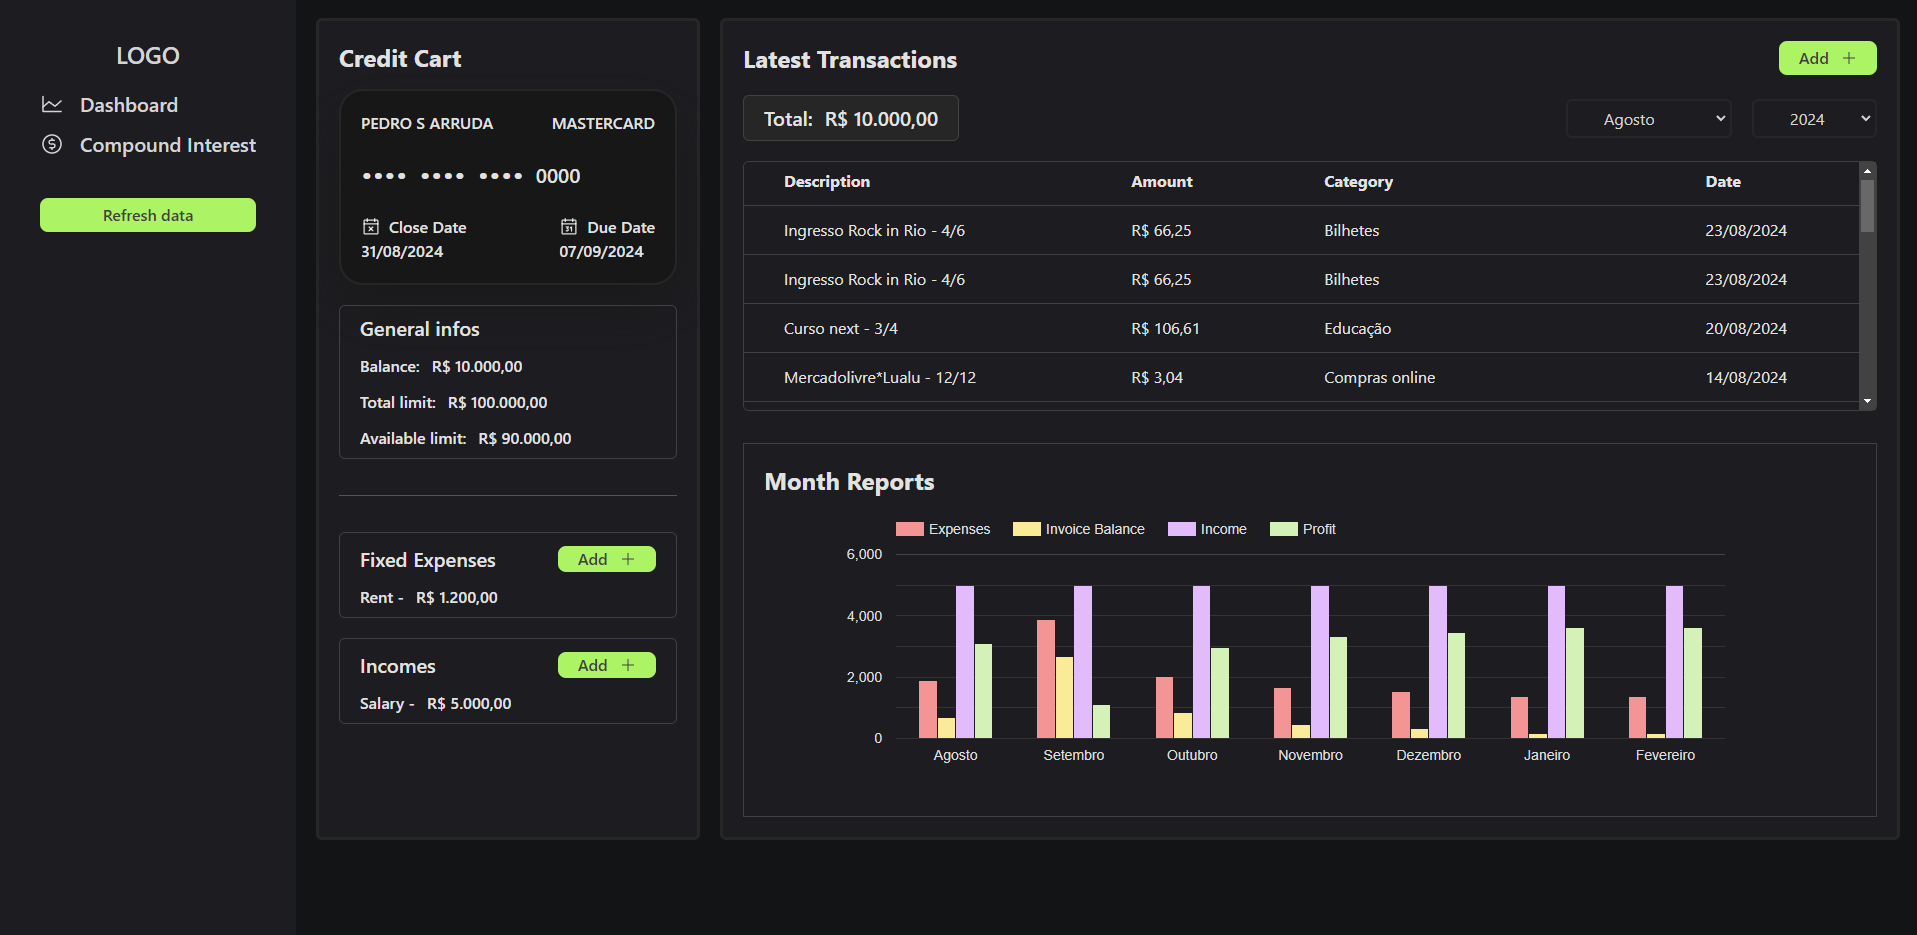 LOGO
Dashboard
Compound Interest
Refresh data
Credit Cart
PEDRO S ARRUDA MASTERCARD
•••• •••• •••• 0000
Close Date Due Date
31/08/2024 07/09/2024
General infos
Balance: R$ 10.000,00
Total limit: R$ 100.000,00
Available limit: R$ 90.000,00
Fixed Expenses Add +
Rent - R$ 1.200,00
Incomes Add +
Salary - R$ 5.000,00
Latest Transactions Add +
Total: R$ 10.000,00 Agosto 2024
Description Amount Category Date
Ingresso Rock in Rio - 4/6 R$ 66,25 Bilhetes 23/08/2024
Ingresso Rock in Rio - 4/6 R$ 66,25 Bilhetes 23/08/2024
Curso next - 3/4 R$ 106,61 Educação 20/08/2024
Mercadolivre*Lualu - 12/12 R$ 3,04 Compras online 14/08/2024
Month Reports
Expenses Invoice Balance Income Profit
6,000
4,000
2,000
0
Agosto Setembro Outubro Novembro Dezembro Janeiro Fevereiro